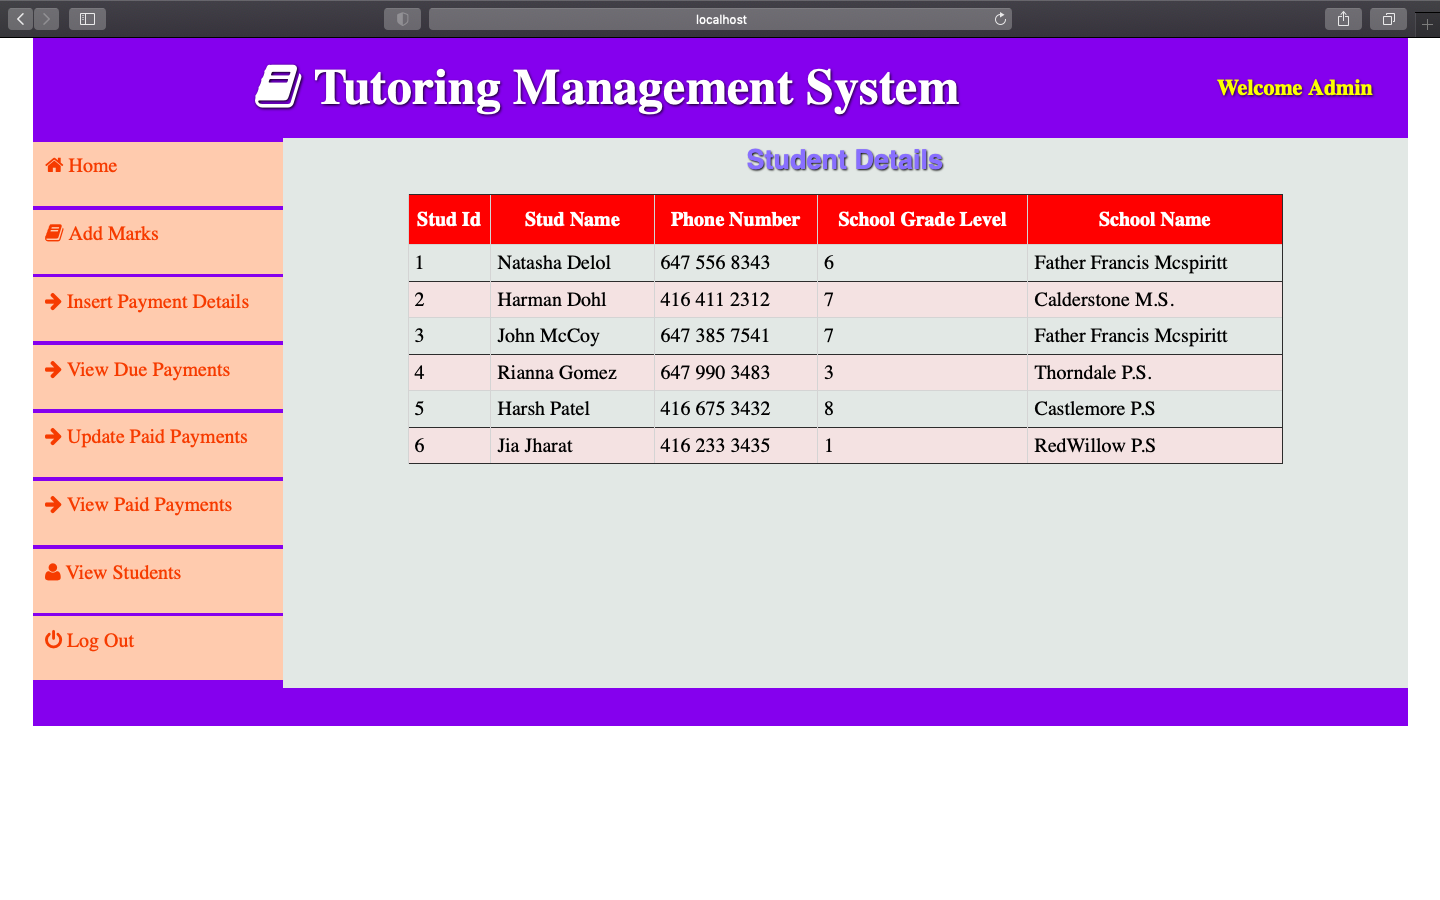 localhost
Tutoring Management System
Welcome Admin
Home
Add Marks
Insert Payment Details
View Due Payments
Update Paid Payments
View Paid Payments
View Students
Log Out
Student Details
Stud Id Stud Name Phone Number School Grade Level School Name
1 Natasha Delol 647 556 8343 6 Father Francis Mcspiritt
2 Harman Dohl 416 411 2312 7 Calderstone M.S.
3 John McCoy 647 385 7541 7 Father Francis Mcspiritt
4 Rianna Gomez 647 990 3483 3 Thorndale P.S.
5 Harsh Patel 416 675 3432 8 Castlemore P.S
6 Jia Jharat 416 233 3435 1 RedWillow P.S